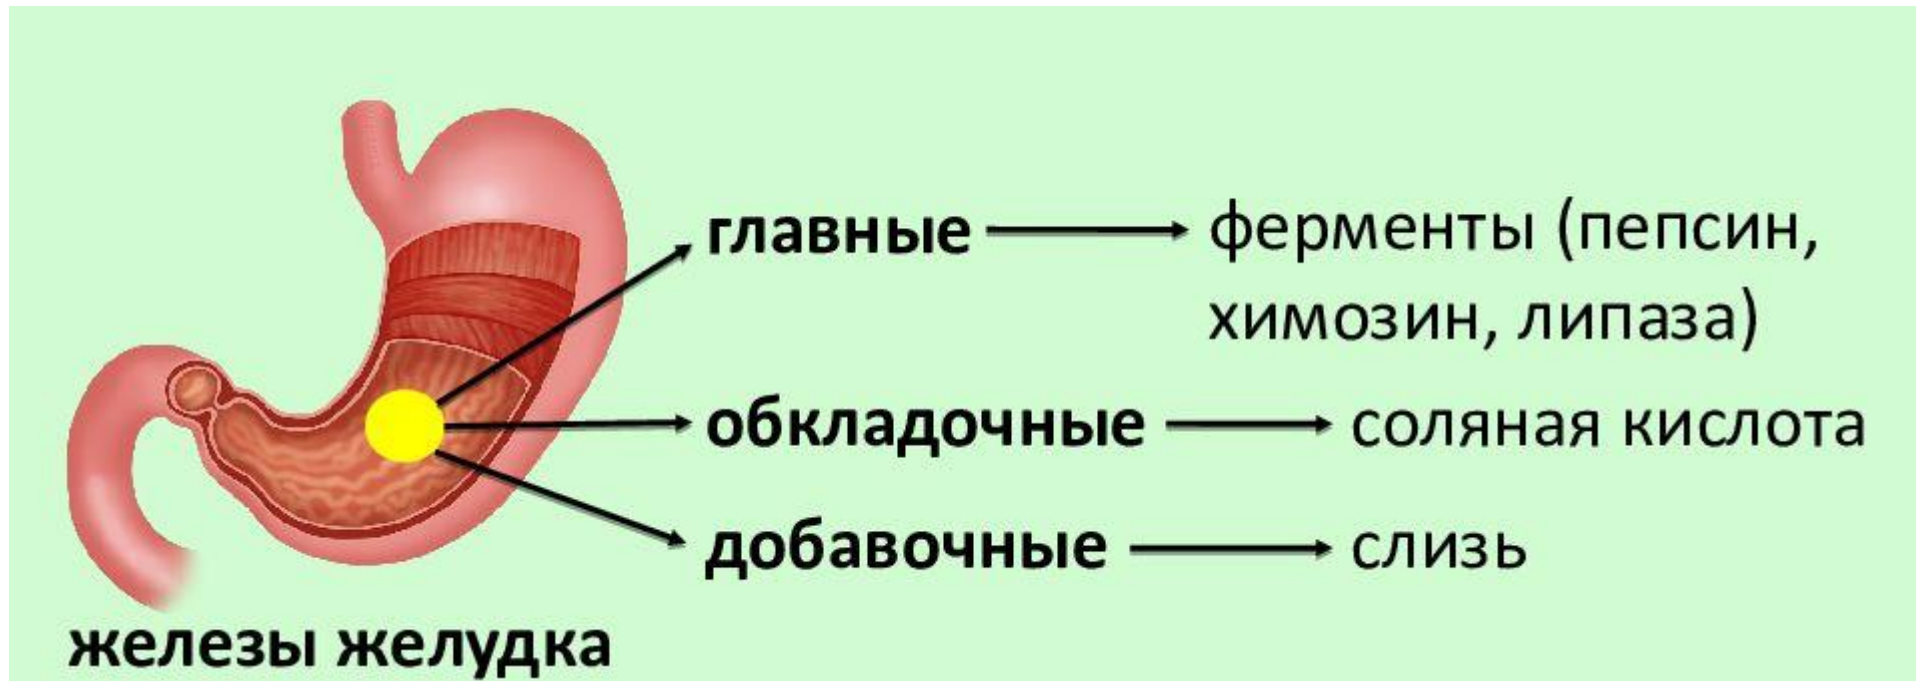 главные
ферменты (пепсин,
химозин, липаза)
обкладочные
соляная кислота
добавочные
слизь
железы желудка